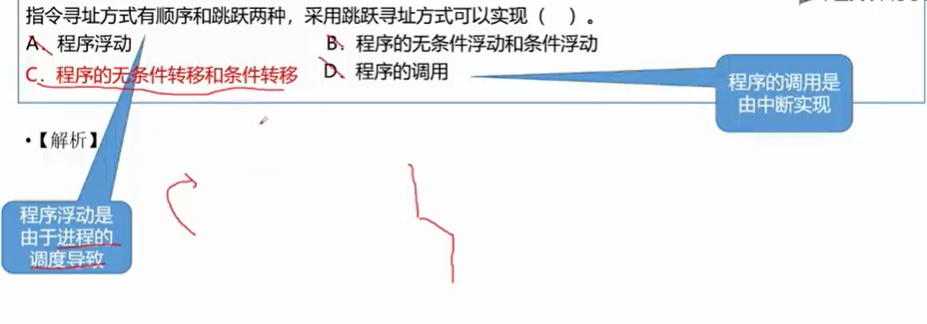 指令寻址方式有顺序和跳跃两种，采用跳跃寻址方式可以实现（ ）。
A、程序浮动
B、程序的无条件浮动和条件浮动
C．程序的无条件转移和条件转移
D、程序的调用
程序的调用是
由中断实现
•【解析】
程序浮动是
由于进程的
调度导致